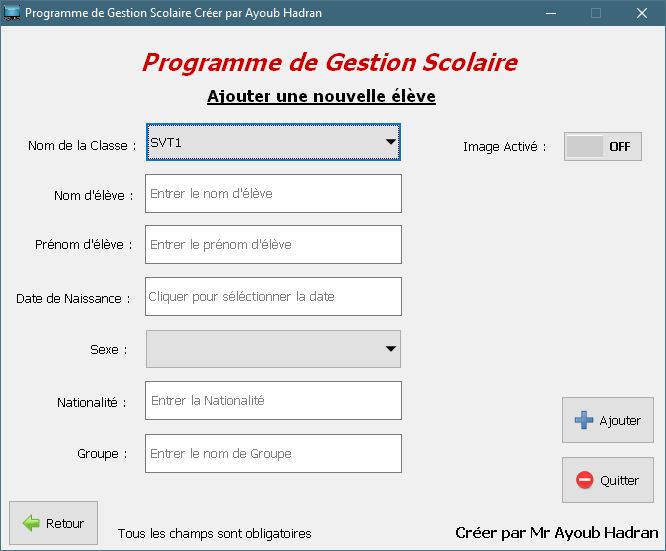 Programme de Gestion Scolaire Créer par Ayoub Hadran
Programme de Gestion Scolaire
Ajouter une nouvelle élève
Nom de la Classe : SVT1 Image Activé : OFF
Nom d'élève : Entrer le nom d'élève
Prénom d'élève : Entrer le prénom d'élève
Date de Naissance : Cliquer pour séléctionner la date
Sexe :
Nationalité : Entrer la Nationalité
Ajouter
Groupe : Entrer le nom de Groupe
Quitter
Retour
Tous les champs sont obligatoires
Créer par Mr Ayoub Hadran